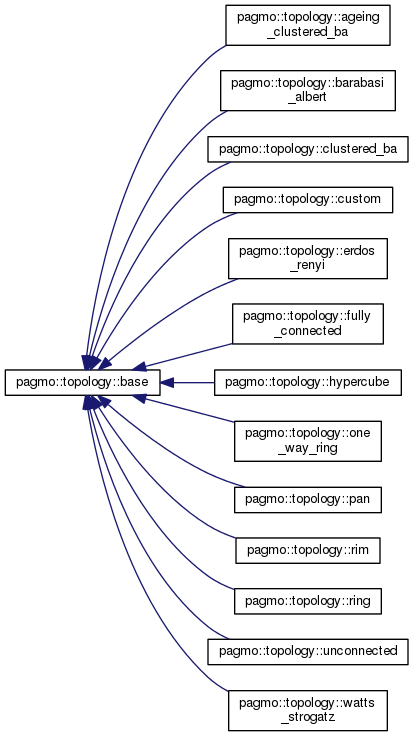 pagmo::topology::ageing
_clustered_ba
pagmo::topology::barabasi
_albert
pagmo::topology::clustered_ba
pagmo::topology::custom
pagmo::topology::erdos
_renyi
pagmo::topology::fully
_connected
pagmo::topology::base
pagmo::topology::hypercube
pagmo::topology::one
_way_ring
pagmo::topology::pan
pagmo::topology::rim
pagmo::topology::ring
pagmo::topology::unconnected
pagmo::topology::watts
_strogatz